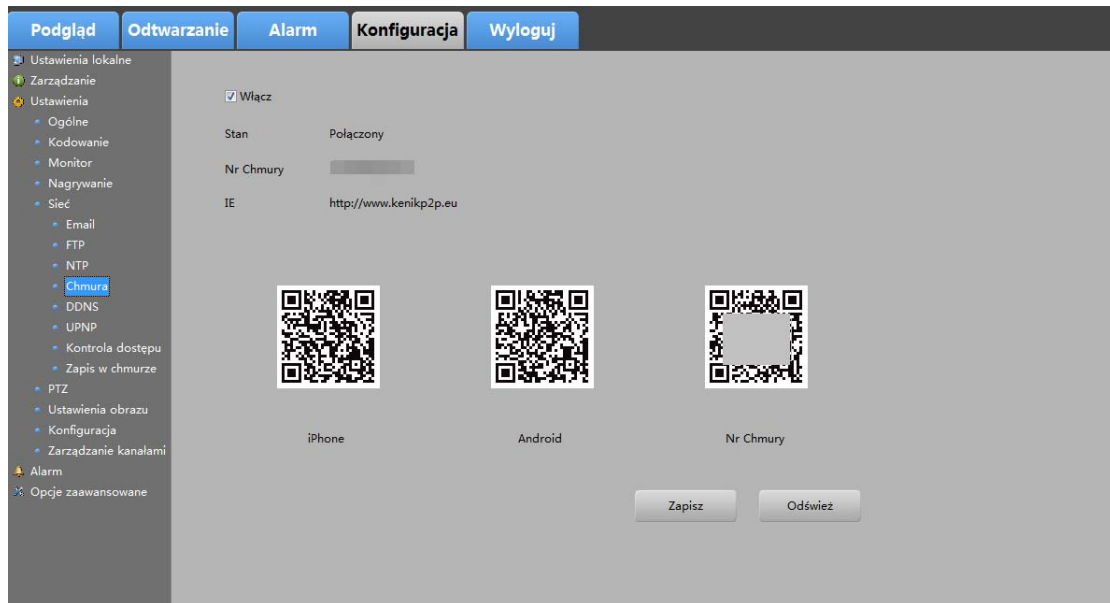 Podgląd Odtwarzanie Alarm Konfiguracja Wyloguj
Ustawienia lokalne
Zarządzanie
Ustawienia
Ogólne
Kodowanie
Monitor
Nagrywanie
Sieć
Email
FTP
NTP
Chmura
DDNS
UPNP
Kontrola dostępu
Zapis w chmurze
PTZ
Ustawienia obrazu
Konfiguracja
Zarządzanie kanałami
Alarm
Opcje zaawansowane
Włącz
Stan Połączony
Nr Chmury
IE http://www.kenikp2p.eu
iPhone Android Nr Chmury
Zapisz Odśwież